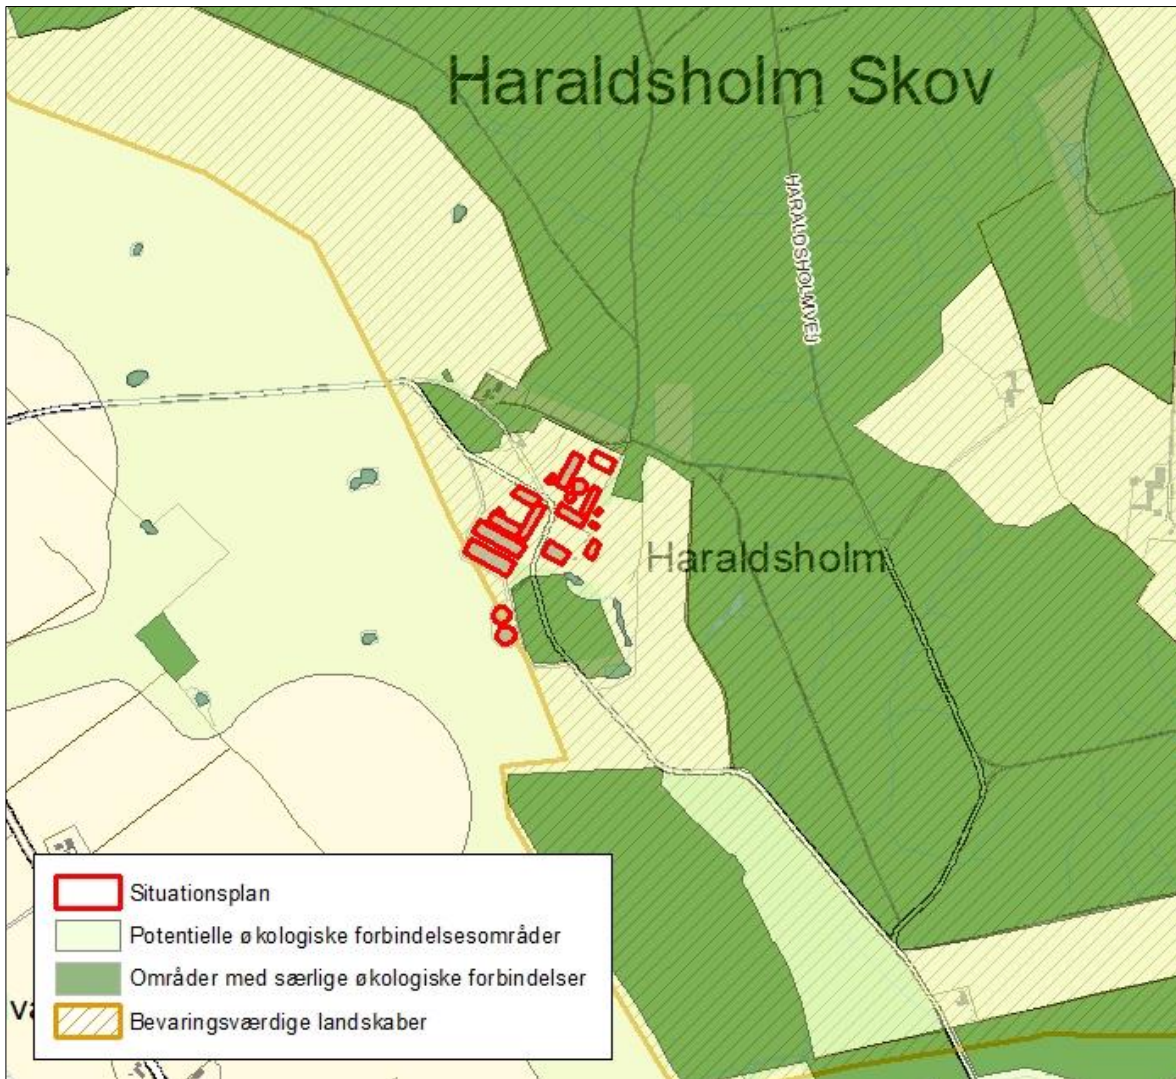 Haraldsholm Skov
HARALDSHOLMVEJ
Haraldsholm
Situationsplan
Potentielle økologiske forbindelsesområder
Områder med særlige økologiske forbindelser
Bevaringsværdige landskaber